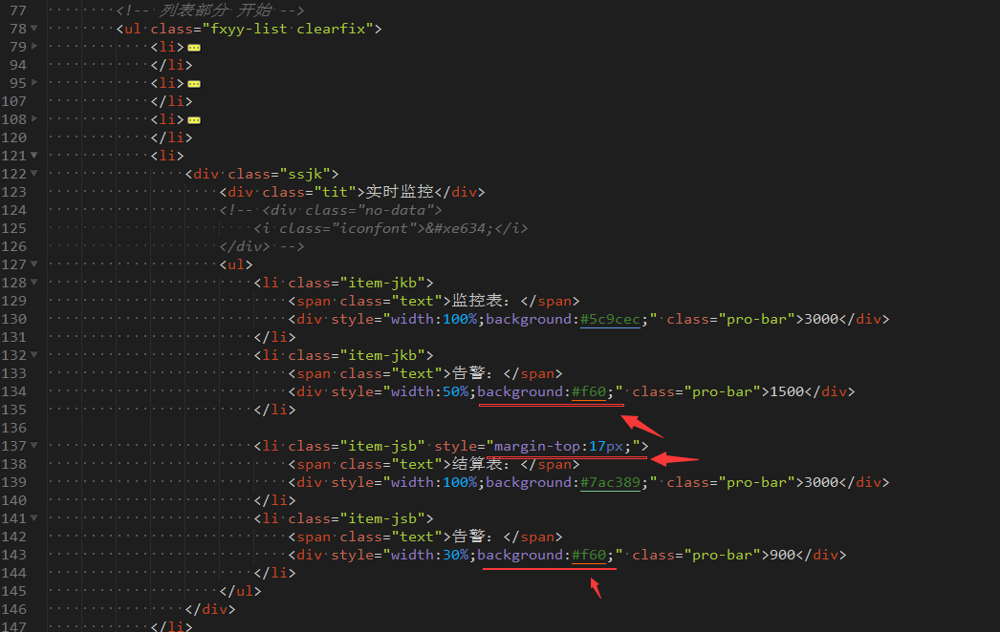 77 <!-- 列表部分 开始 -->
78 <ul class="fxyy-list clearfix">
79 <li>
94 </li>
95 <li>
107 </li>
108 <li>
120 </li>
121 <li>
122 <div class="ssjk">
123 <div class="tit">实时监控</div>
124 <!-- <div class="no-data">
125 <i class="iconfont">&#xe634;</i>
126 </div> -->
127 <ul>
128 <li class="item-jkb">
129 <span class="text">监控表：</span>
130 <div style="width:100%;background:#5c9cec;" class="pro-bar">3000</div>
131 </li>
132 <li class="item-jkb">
133 <span class="text">告警：</span>
134 <div style="width:50%;background:#f60;" class="pro-bar">1500</div>
135 </li>
136
137 <li class="item-jsb" style="margin-top:17px;">
138 <span class="text">结算表：</span>
139 <div style="width:100%;background:#7ac389;" class="pro-bar">3000</div>
140 </li>
141 <li class="item-jsb">
142 <span class="text">告警：</span>
143 <div style="width:30%;background:#f60;" class="pro-bar">900</div>
144 </li>
145 </ul>
146 </div>
147 </li>